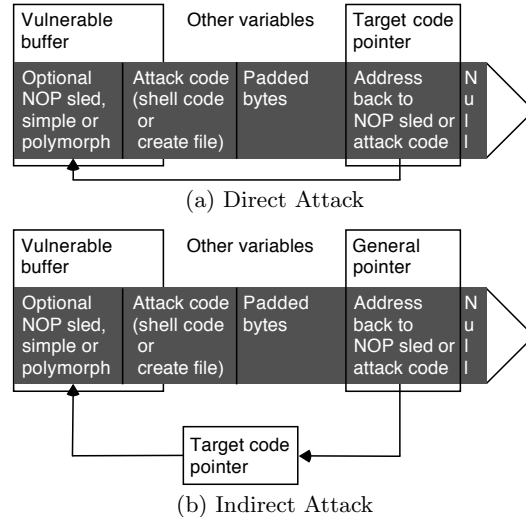 Vulnerable
buffer
Other variables
Target code
pointer
Optional
NOP sled,
simple or
polymorph
Attack code
(shell code
or
create file)
Padded
bytes
Address
back to
NOP sled or
attack code
N
u
l
l
(a) Direct Attack
Vulnerable
buffer
Other variables
General
pointer
Optional
NOP sled,
simple or
polymorph
Attack code
(shell code
or
create file)
Padded
bytes
Address
back to
NOP sled or
attack code
N
u
l
l
Target code
pointer
(b) Indirect Attack